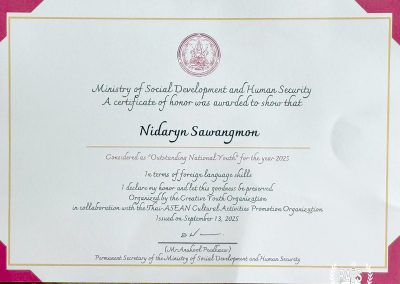 Ministry of Social Development and Human Security
A certificate of honor was awarded to show that
Nidaryn Sawangmon
Considered as "Outstanding National Youth" for the year 2025
In terms of foreign language skills
I declare my honor and let this goodness be preserved
Organized by the Creative Youth Organization
in collaboration with the Thai-ASEAN Cultural Activities Promotion Organization
Issued on September 13, 2025
Permanent Secretary of the Ministry of Social Development and Human Security